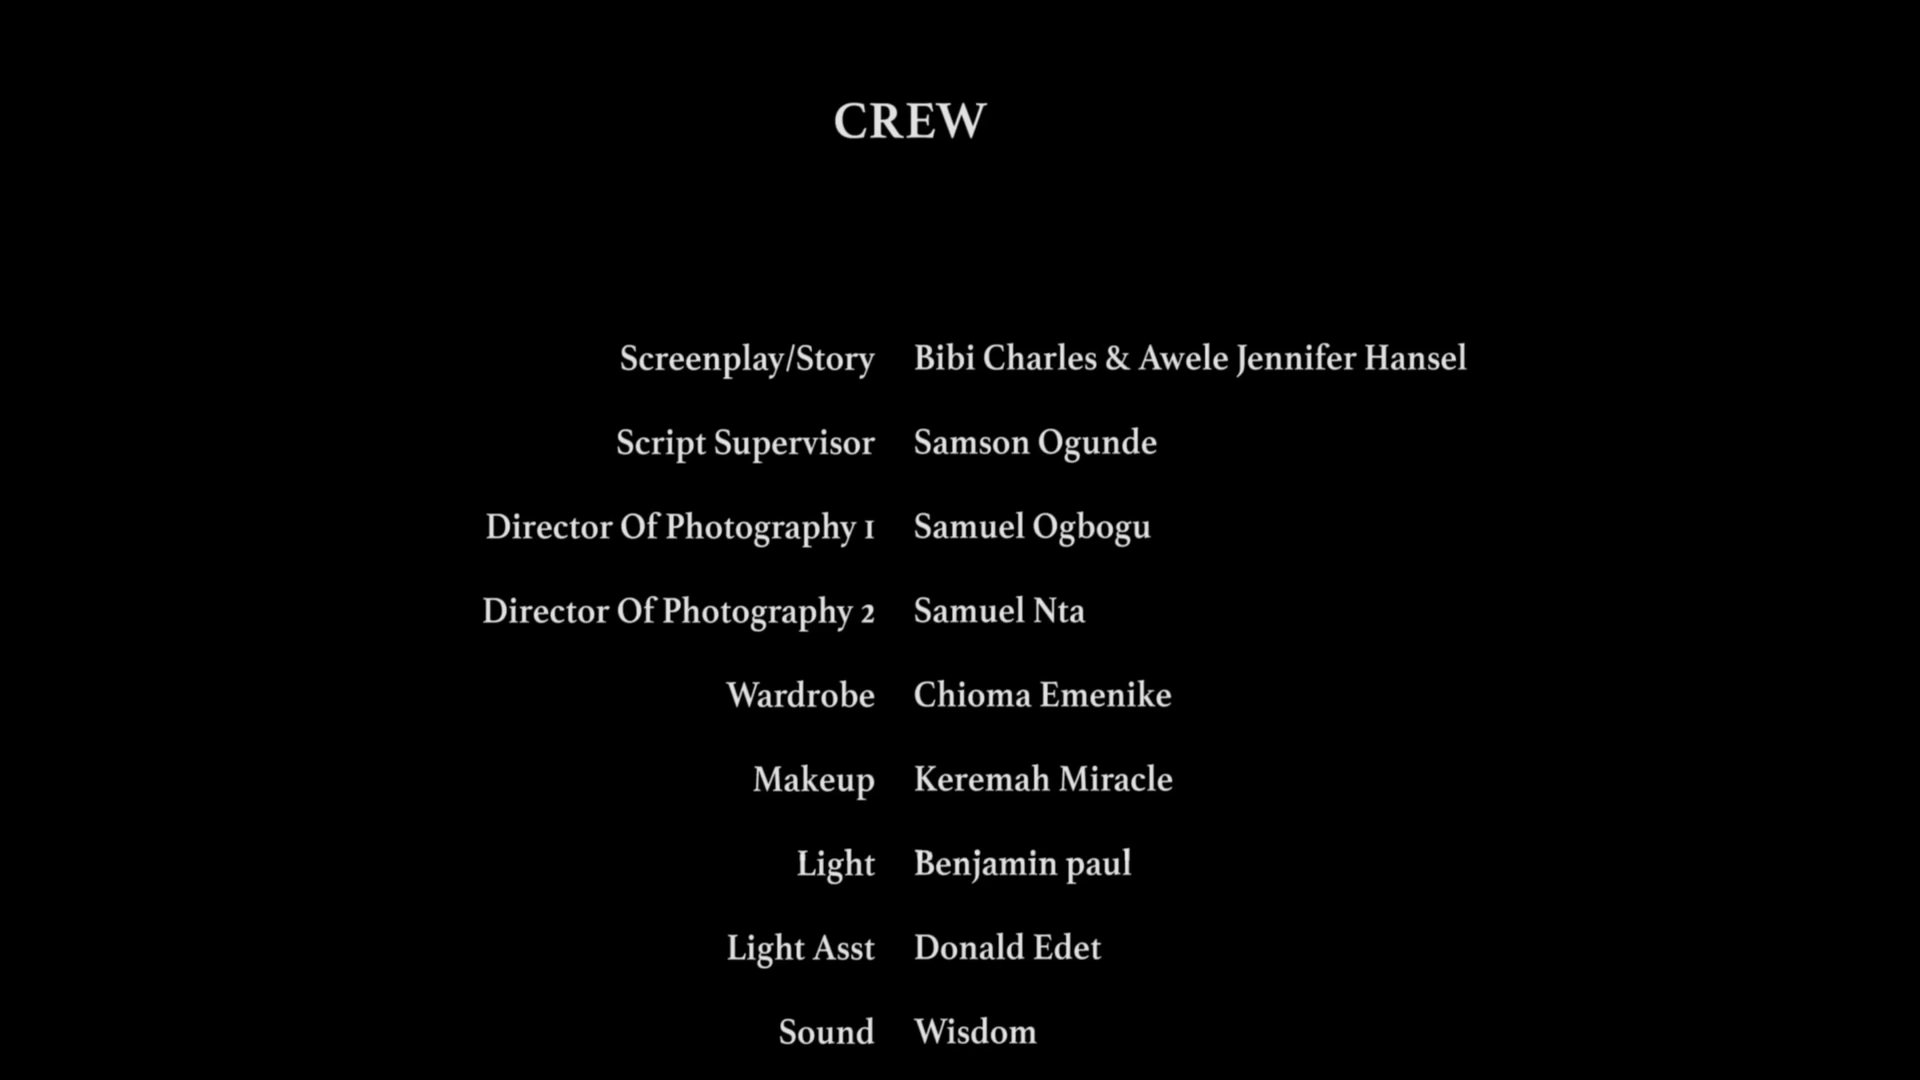 CREW
Screenplay/Story Bibi Charles & Awele Jennifer Hansel
Script Supervisor Samson Ogunde
Director Of Photography 1 Samuel Ogbogu
Director Of Photography 2 Samuel Nta
Wardrobe Chioma Emenike
Makeup Keremah Miracle
Light Benjamin paul
Light Asst Donald Edet
Sound Wisdom